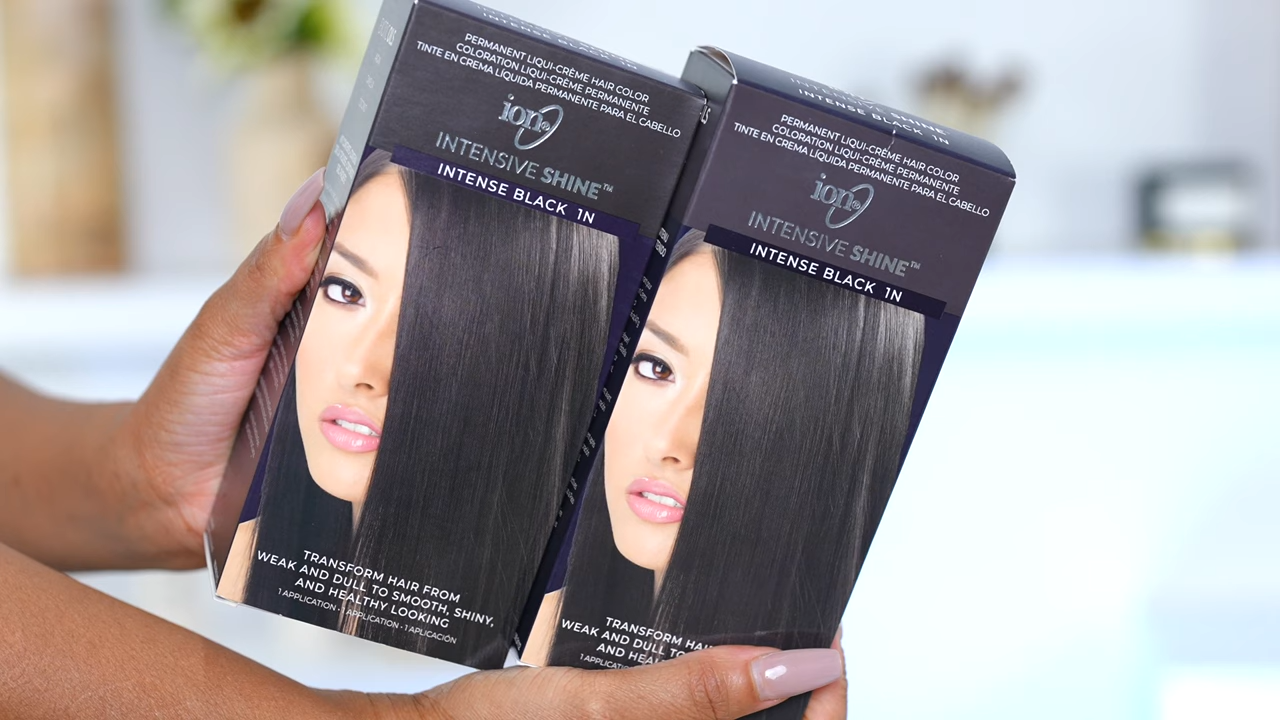 INTENSE BLACK 1N
PERMANENT LIQUI-CRÈME HAIR COLOR
COLORATION LIQUI-CRÈME PERMANENTE
TINTE EN CREMA LÍQUIDA PERMANENTE PARA EL CABELLO
ion
INTENSIVE SHINE™
INTENSE BLACK 1N
TRANSFORM HAIR FROM
WEAK AND DULL TO SMOOTH, SHINY,
AND HEALTHY LOOKING
1 APPLICATION • 1 APPLICATION • 1 APLICACIÓN
INTENSIVE SHINE
INTENSE BLACK 1N
PERMANENT LIQUI-CRÈME HAIR COLOR
COLORATION LIQUI-CRÈME PERMANENTE
TINTE EN CREMA LÍQUIDA PERMANENTE PARA EL CABELLO
ion
INTENSIVE SHINE™
INTENSE BLACK 1N
TRANSFORM HAI
WEAK AND DULL TO
AND HEAL